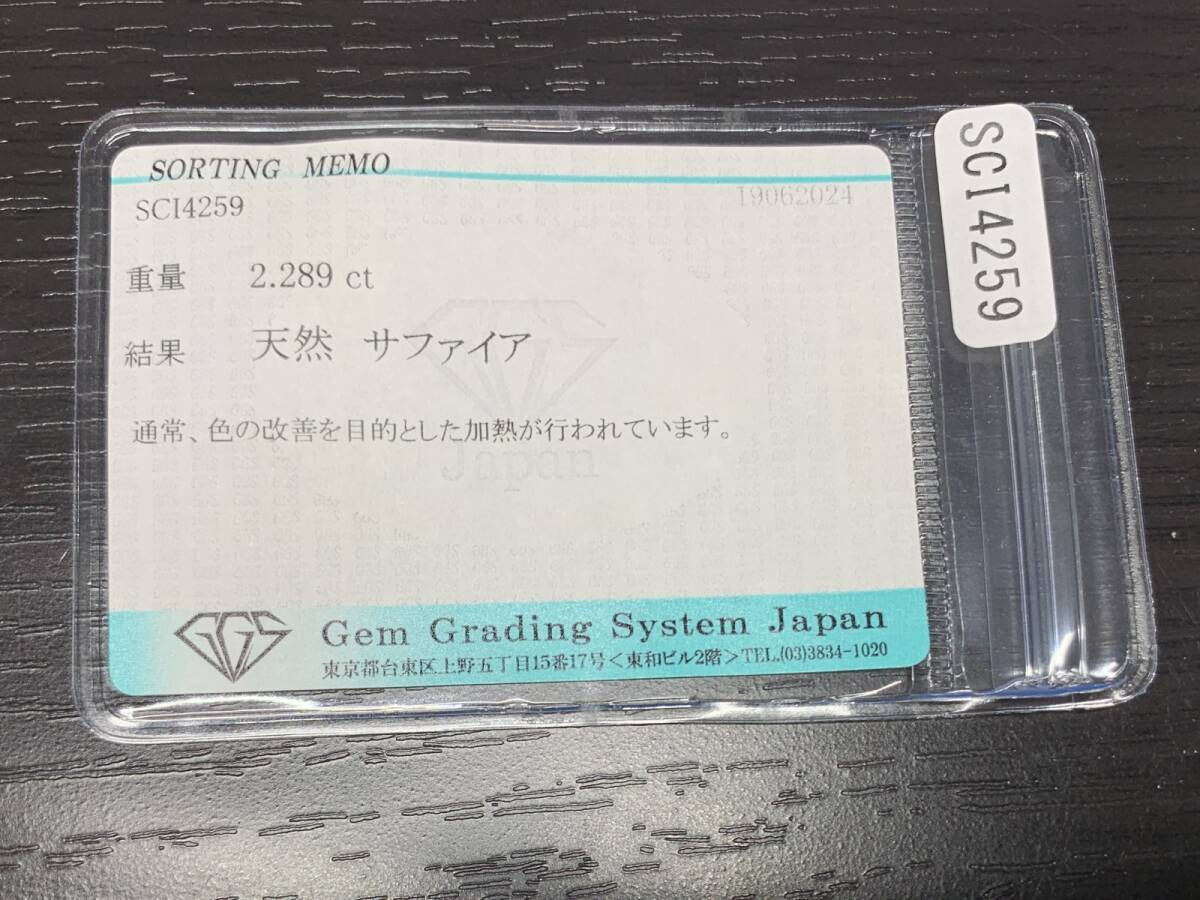 SORTING MEMO
SCI4259 19062024
重量 2.289 ct
結果 天然 サファイア
通常、色の改善を目的とした加熱が行われています。
Japan
GGS Gem Grading System Japan
東京都台東区上野五丁目15番17号<東和ビル2階>TEL.(03)3834-1020
SCI4259